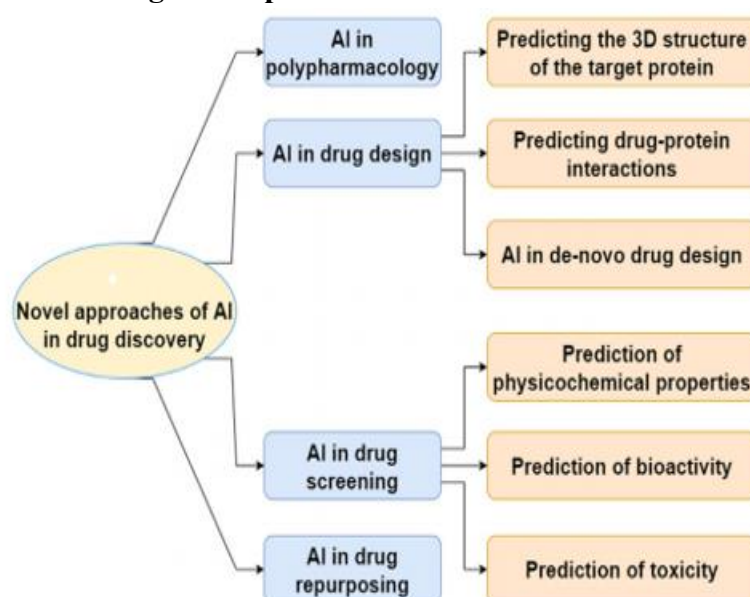 AI in
polypharmacology
AI in drug design
Novel approaches of AI
in drug discovery
AI in drug
screening
AI in drug
repurposing
Predicting the 3D structure
of the target protein
Predicting drug-protein
interactions
AI in de-novo drug design
Prediction of
physicochemical properties
Prediction of bioactivity
Prediction of toxicity